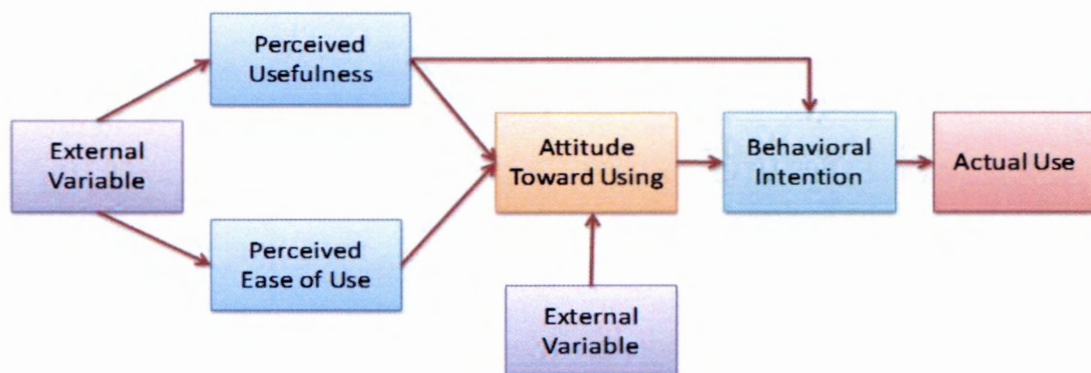 Perceived
Usefulness
External
Variable
Attitude
Toward Using
Behavioral
Intention
Actual Use
Perceived
Ease of Use
External
Variable